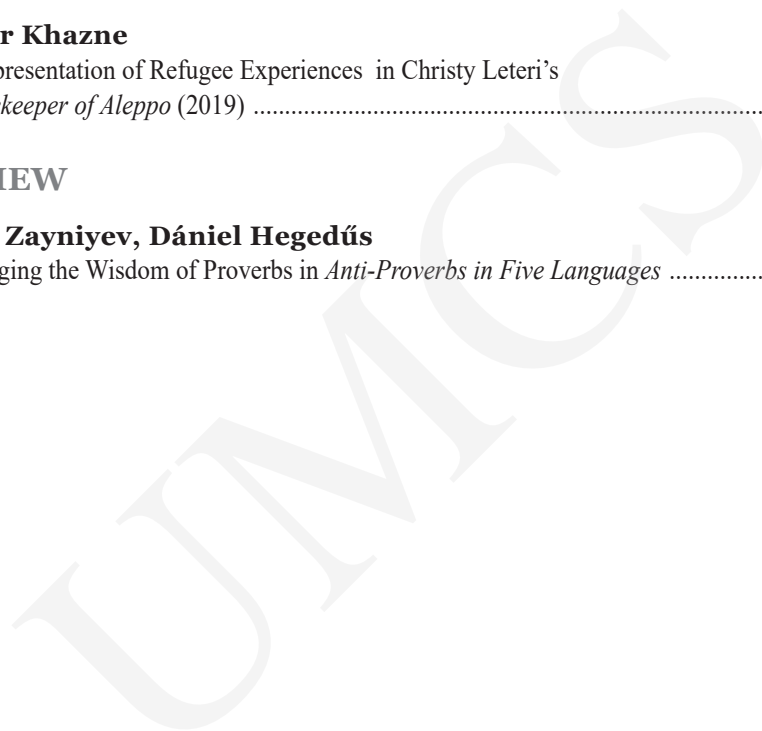 r Khazne
presentation of Refugee Experiences in Christy Leteri’s
keeper of Aleppo (2019) ..................................................................................
IEW
Zayniyev, Dániel Hegedűs
ging the Wisdom of Proverbs in Anti-Proverbs in Five Languages ...............
UMCS